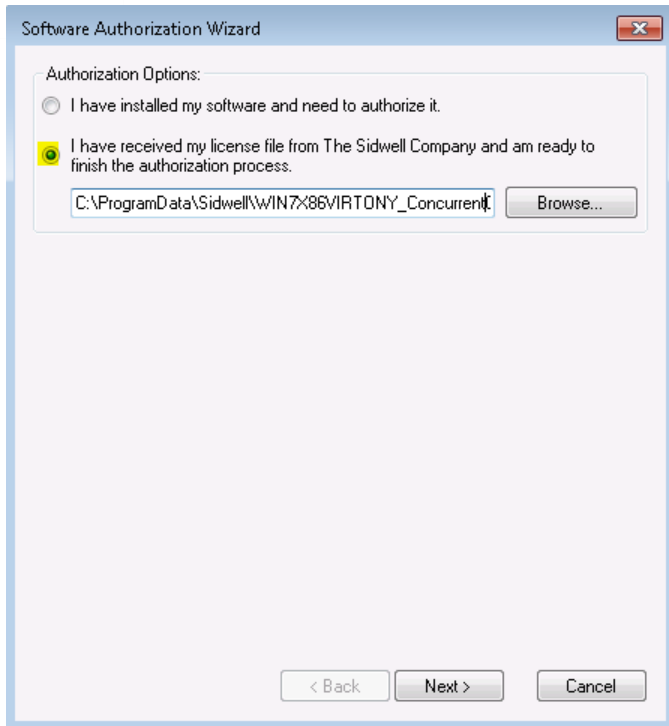 Software Authorization Wizard
Authorization Options:
I have installed my software and need to authorize it.
I have received my license file from The Sidwell Company and am ready to
finish the authorization process.
C:\ProgramData\Sidwell\WIN7X86VIRTONY_Concurrent
Browse...
< Back
Next >
Cancel